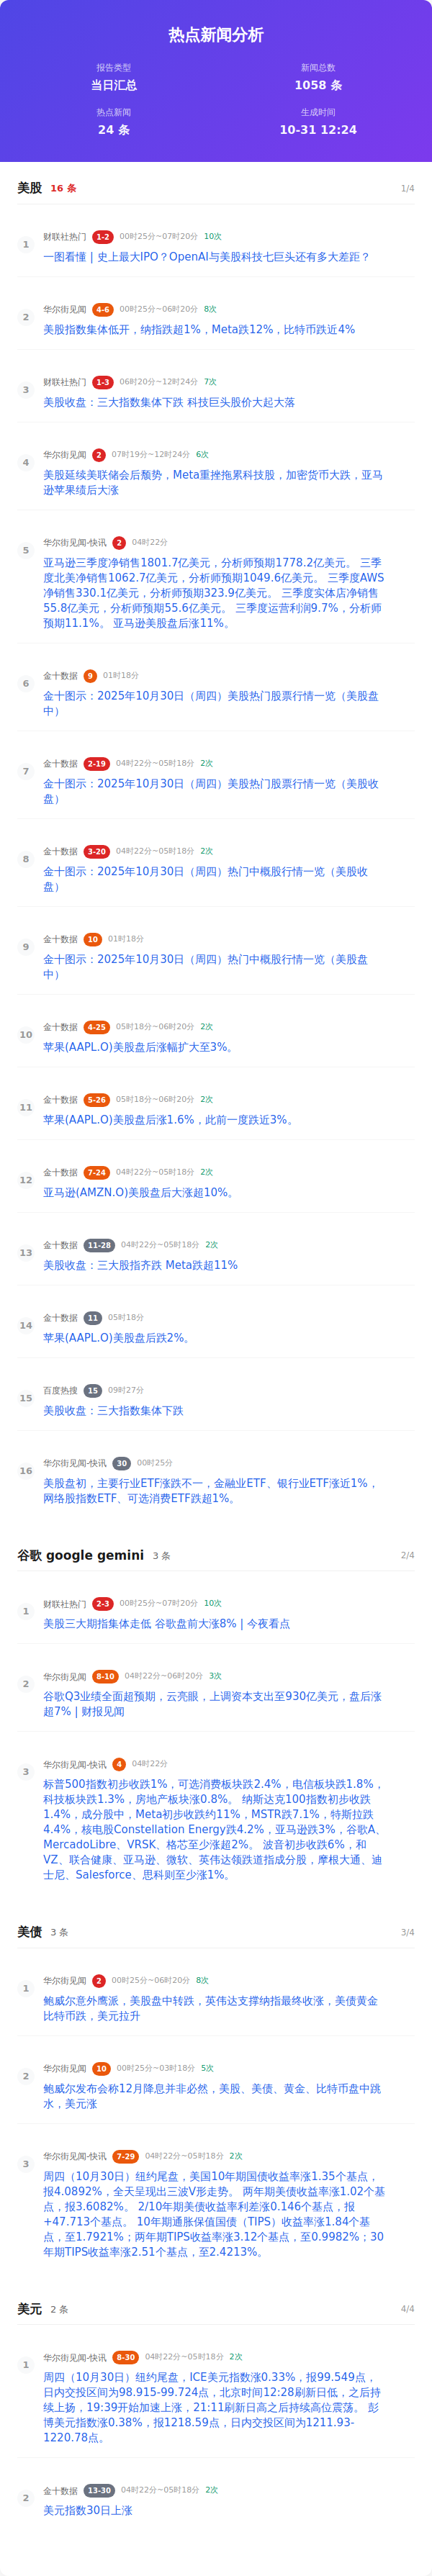 热点新闻分析
报告类型
新闻总数
当日汇总
1058 条
热点新闻
生成时间
24 条
10-31 12:24
美股 16 条 1/4
1
财联社热门 1-2 00时25分~07时20分 10次
一图看懂 | 史上最大IPO？OpenAI与美股科技七巨头还有多大差距？
2
华尔街见闻 4-6 00时25分~06时20分 8次
美股指数集体低开，纳指跌超1%，Meta跌12%，比特币跌近4%
3
财联社热门 1-3 06时20分~12时24分 7次
美股收盘：三大指数集体下跌 科技巨头股价大起大落
4
华尔街见闻 2 07时19分~12时24分 6次
美股延续美联储会后颓势，Meta重挫拖累科技股，加密货币大跌，亚马
逊苹果绩后大涨
5
华尔街见闻-快讯 2 04时22分
亚马逊三季度净销售1801.7亿美元，分析师预期1778.2亿美元。 三季
度北美净销售1062.7亿美元，分析师预期1049.6亿美元。 三季度AWS
净销售330.1亿美元，分析师预期323.9亿美元。 三季度实体店净销售
55.8亿美元，分析师预期55.6亿美元。 三季度运营利润9.7%，分析师
预期11.1%。 亚马逊美股盘后涨11%。
6
金十数据 9 01时18分
金十图示：2025年10月30日（周四）美股热门股票行情一览（美股盘
中）
7
金十数据 2-19 04时22分~05时18分 2次
金十图示：2025年10月30日（周四）美股热门股票行情一览（美股收
盘）
8
金十数据 3-20 04时22分~05时18分 2次
金十图示：2025年10月30日（周四）热门中概股行情一览（美股收
盘）
9
金十数据 10 01时18分
金十图示：2025年10月30日（周四）热门中概股行情一览（美股盘
中）
10
金十数据 4-25 05时18分~06时20分 2次
苹果(AAPL.O)美股盘后涨幅扩大至3%。
11
金十数据 5-26 05时18分~06时20分 2次
苹果(AAPL.O)美股盘后涨1.6%，此前一度跌近3%。
12
金十数据 7-24 04时22分~05时18分 2次
亚马逊(AMZN.O)美股盘后大涨超10%。
13
金十数据 11-28 04时22分~05时18分 2次
美股收盘：三大股指齐跌 Meta跌超11%
14
金十数据 11 05时18分
苹果(AAPL.O)美股盘后跌2%。
15
百度热搜 15 09时27分
美股收盘：三大指数集体下跌
16
华尔街见闻-快讯 30 00时25分
美股盘初，主要行业ETF涨跌不一，金融业ETF、银行业ETF涨近1%，
网络股指数ETF、可选消费ETF跌超1%。
谷歌 google gemini 3 条 2/4
1
财联社热门 2-3 00时25分~07时20分 10次
美股三大期指集体走低 谷歌盘前大涨8% | 今夜看点
2
华尔街见闻 8-10 04时22分~06时20分 3次
谷歌Q3业绩全面超预期，云亮眼，上调资本支出至930亿美元，盘后涨
超7% | 财报见闻
3
华尔街见闻-快讯 4 04时22分
标普500指数初步收跌1%，可选消费板块跌2.4%，电信板块跌1.8%，
科技板块跌1.3%，房地产板块涨0.8%。 纳斯达克100指数初步收跌
1.4%，成分股中，Meta初步收跌约11%，MSTR跌7.1%，特斯拉跌
4.4%，核电股Constellation Energy跌4.2%，亚马逊跌3%，谷歌A、
MercadoLibre、VRSK、格芯至少涨超2%。 波音初步收跌6%，和
VZ、联合健康、亚马逊、微软、英伟达领跌道指成分股，摩根大通、迪
士尼、Salesforce、思科则至少涨1%。
美债 3 条 3/4
1
华尔街见闻 2 00时25分~06时20分 8次
鲍威尔意外鹰派，美股盘中转跌，英伟达支撑纳指最终收涨，美债黄金
比特币跌，美元拉升
2
华尔街见闻 10 00时25分~03时18分 5次
鲍威尔发布会称12月降息并非必然，美股、美债、黄金、比特币盘中跳
水，美元涨
3
华尔街见闻-快讯 7-29 04时22分~05时18分 2次
周四（10月30日）纽约尾盘，美国10年期国债收益率涨1.35个基点，
报4.0892%，全天呈现出三波V形走势。 两年期美债收益率涨1.02个基
点，报3.6082%。 2/10年期美债收益率利差涨0.146个基点，报
+47.713个基点。 10年期通胀保值国债（TIPS）收益率涨1.84个基
点，至1.7921%；两年期TIPS收益率涨3.12个基点，至0.9982%；30
年期TIPS收益率涨2.51个基点，至2.4213%。
美元 2 条 4/4
1
华尔街见闻-快讯 8-30 04时22分~05时18分 2次
周四（10月30日）纽约尾盘，ICE美元指数涨0.33%，报99.549点，
日内交投区间为98.915-99.724点，北京时间12:28刷新日低，之后持
续上扬，19:39开始加速上涨，21:11刷新日高之后持续高位震荡。 彭
博美元指数涨0.38%，报1218.59点，日内交投区间为1211.93-
1220.78点。
2
金十数据 13-30 04时22分~05时18分 2次
美元指数30日上涨